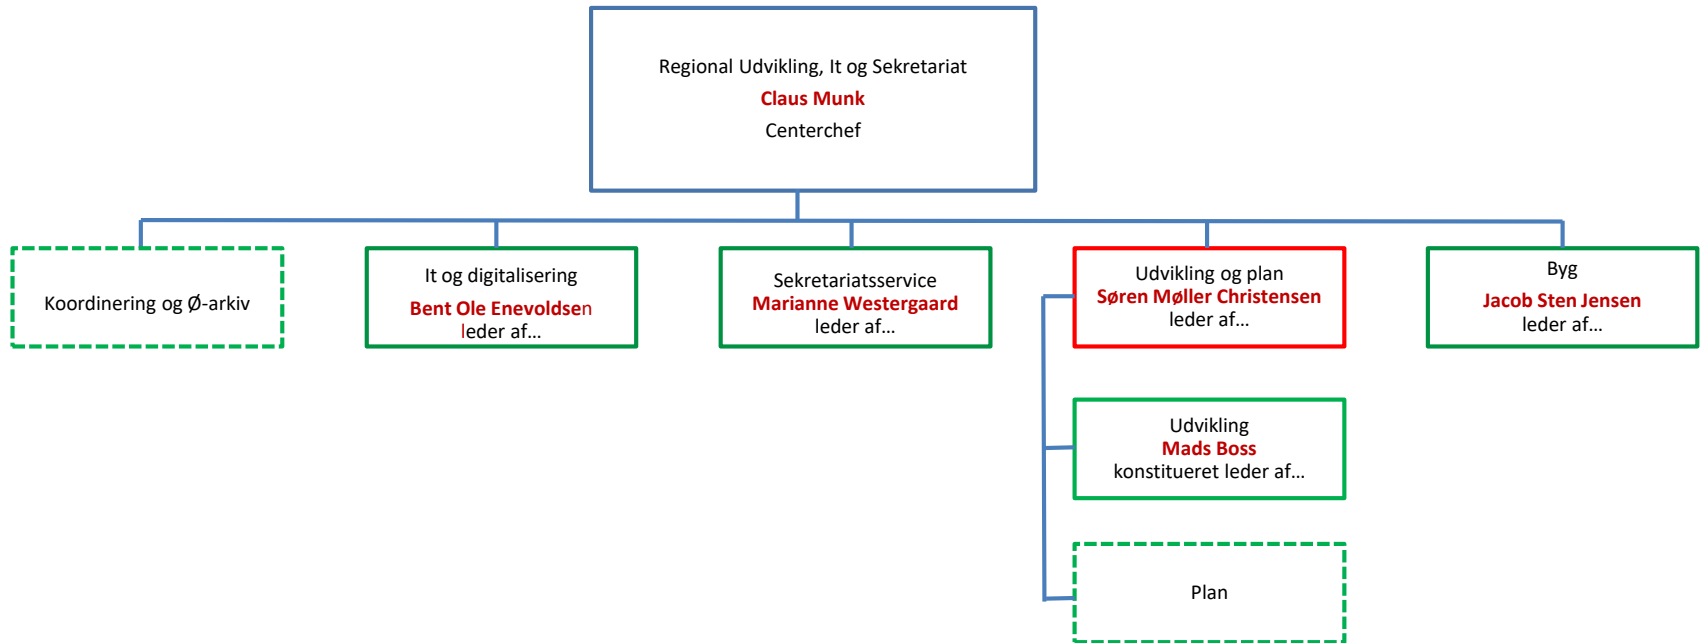 Regional Udvikling, It og Sekretariat
Claus Munk
Centerchef
Koordinering og Ø-arkiv
It og digitalisering
Bent Ole Enevoldsen
leder af...
Sekretariatsservice
Marianne Westergaard
leder af...
Udvikling og plan
Søren Møller Christensen
leder af...
Byg
Jacob Sten Jensen
leder af...
Udvikling
Mads Boss
konstitueret leder af...
Plan